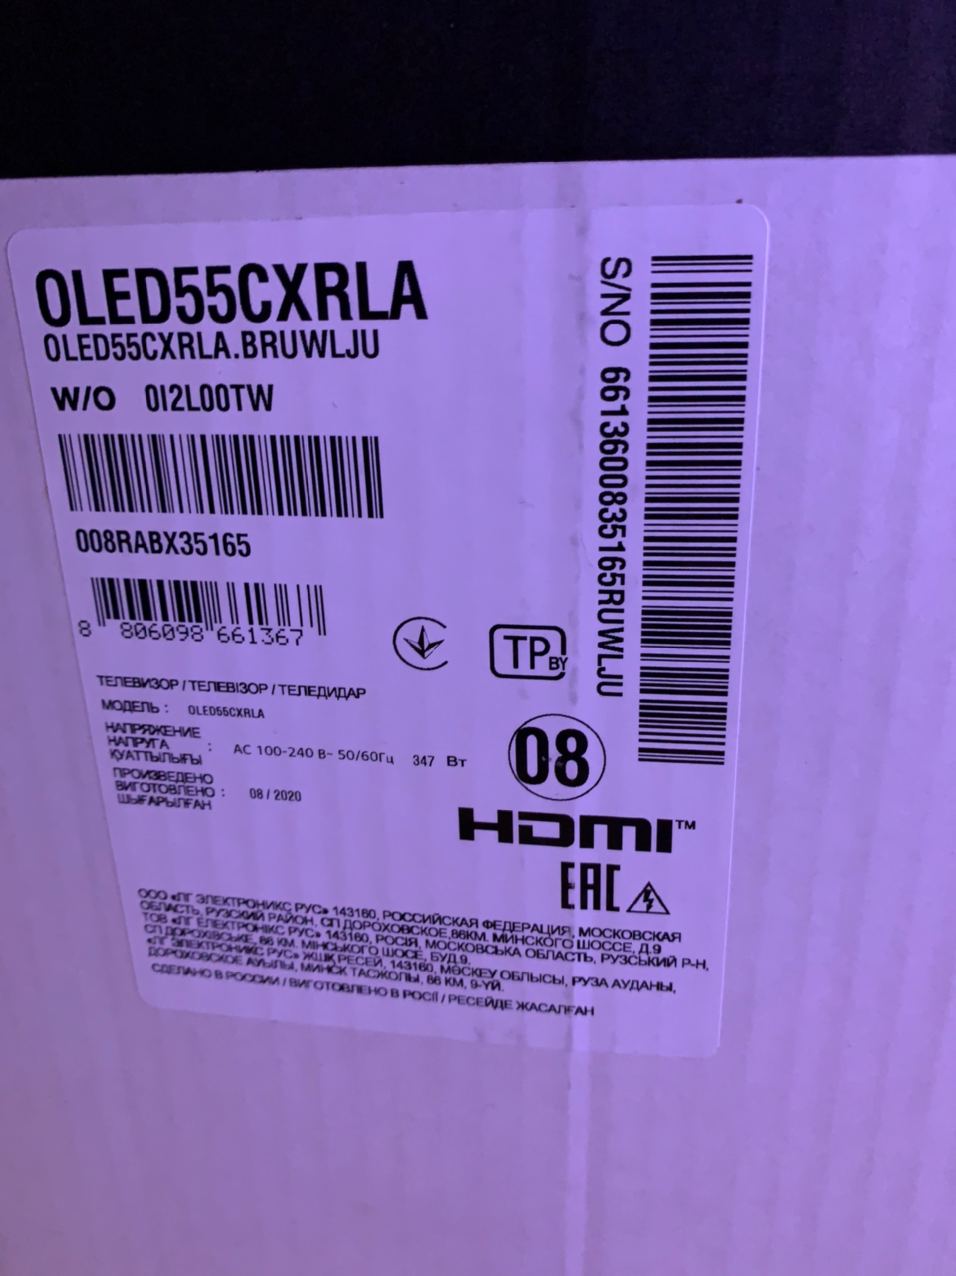 OLED55CXRLA
OLED55CXRLA.BRUWLJU
W/O 0I2L00TW
008RABX35165
8 806098 661367
S/NO 6613600835165RUWLJU
TP BY
ТЕЛЕВИЗОР / ТЕЛЕВІЗОР / ТЕЛЕДИДАР
МОДЕЛЬ : OLED55CXRLA
НАПРЯЖЕНИЕ
НАПРУГА : AC 100-240 В~ 50/60Гц 347 Вт
ҚУАТТЫЛЫҒЫ
ПРОИЗВЕДЕНО
ВИГОТОВЛЕНО : 08 / 2020
ШЫҒАРЫЛҒАН
08
HDMI™
EAC
ООО «ЛГ ЭЛЕКТРОНИКС РУС» 143160, РОССИЙСКАЯ ФЕДЕРАЦИЯ, МОСКОВСКАЯ
ОБЛАСТЬ, РУЗСКИЙ РАЙОН, СП ДОРОХОВСКОЕ,86КМ. МИНСКОГО ШОССЕ, Д.9
ТОВ «ЛГ ЕЛЕКТРОНІКС РУС» 143160, РОСІЯ, МОСКОВСЬКА ОБЛАСТЬ, РУЗСЬКИЙ Р-Н,
СП ДОРОХІВСЬКЕ, 86 КМ. МІНСЬКОГО ШОСЕ, БУД.9.
«ЛГ ЭЛЕКТРОНИКС РУС» ЖШҚ РЕСЕЙ, 143160, МӘСКЕУ ОБЛЫСЫ, РУЗА АУДАНЫ,
ДОРОХОВСКОЕ АУЫЛЫ, МИНСК ТАСЖОЛЫ, 86 КМ, 9-ҮЙ.
СДЕЛАНО В РОССИИ / ВИГОТОВЛЕНО В РОСІЇ / РЕСЕЙДЕ ЖАСАЛҒАН